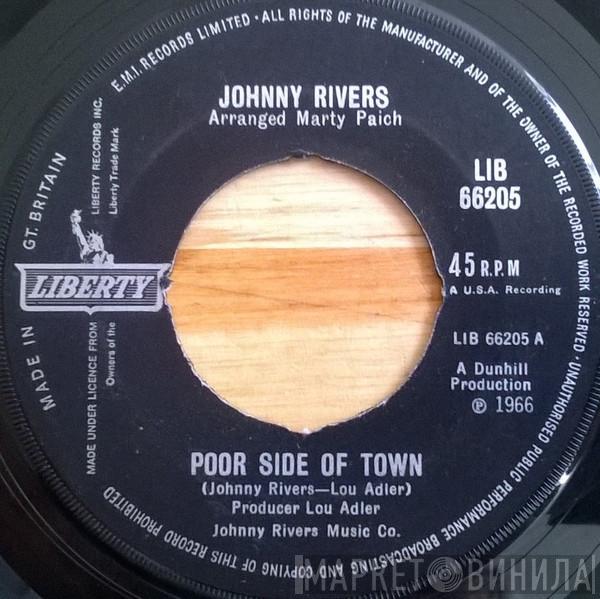 E.M.I. RECORDS LIMITED · ALL RIGHTS OF THE MANUFACTURER AND OF THE OWNER OF THE RECORDED WORK RESERVED · UNAUTHORISED PUBLIC PERFORMANCE BROADCASTING AND COPYING OF THIS RECORD PROHIBITED
MADE IN GT. BRITAIN
JOHNNY RIVERS
Arranged Marty Paich
LIBERTY RECORDS INC.
Liberty Trade Mark
LIBERTY
MADE UNDER LICENCE FROM
Owners of the
LIB
66205
45 R.P.M
A U.S.A. Recording
LIB 66205 A
A Dunhill
Production
℗ 1966
POOR SIDE OF TOWN
(Johnny Rivers—Lou Adler)
Producer Lou Adler
Johnny Rivers Music Co.
МАРКЕТ ВИНИЛА